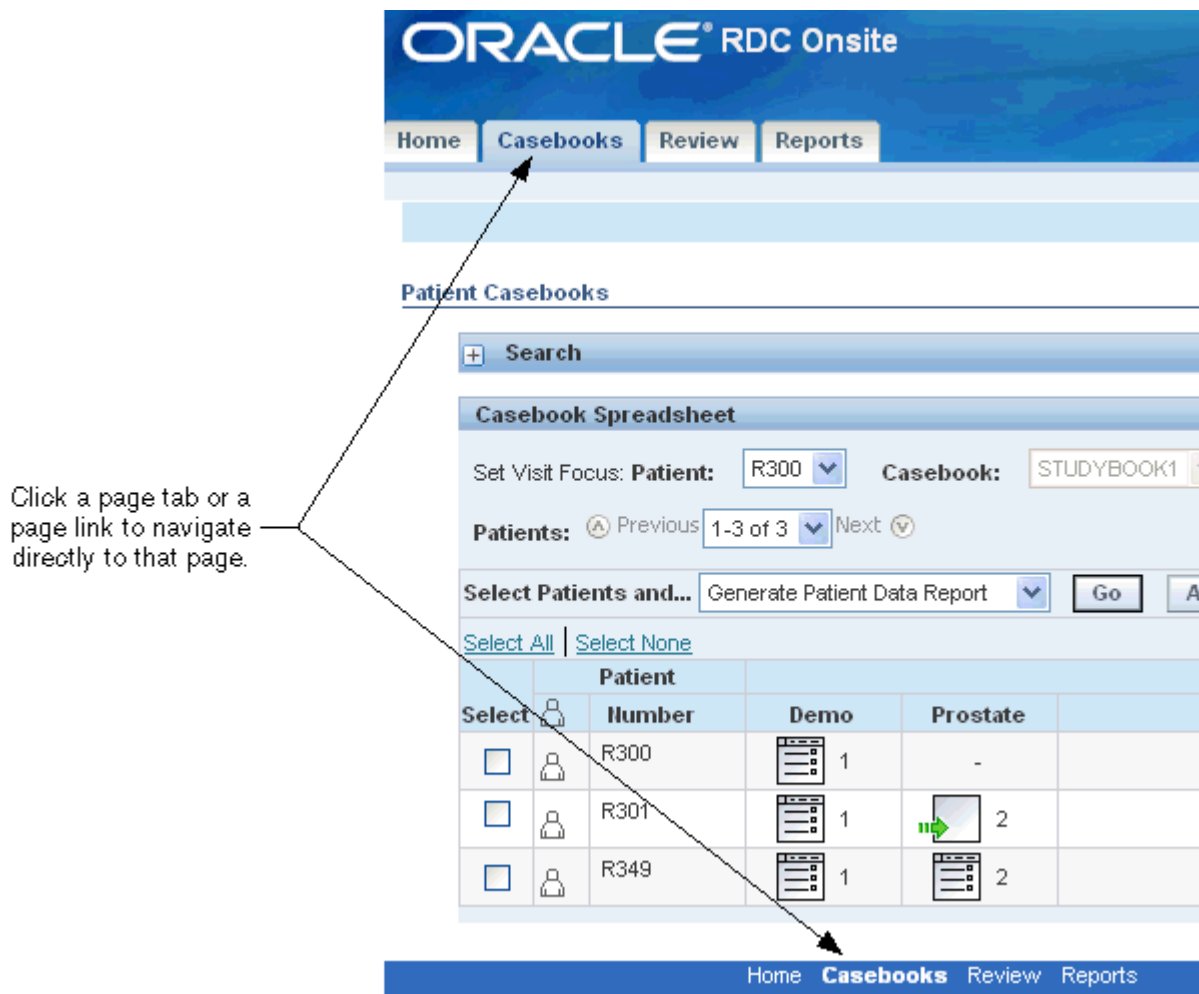 ORACLE® RDC Onsite
Home Casebooks Review Reports
Patient Casebooks
Search
Casebook Spreadsheet
Set Visit Focus: Patient: R300 Casebook: STUDYBOOK1
Patients: Previous 1-3 of 3 Next
Select Patients and... Generate Patient Data Report Go A
Select All | Select None
Patient
Select Number Demo Prostate
R300 1 -
R301 1 2
R349 1 2
Home Casebooks Review Reports
Click a page tab or a
page link to navigate
directly to that page.